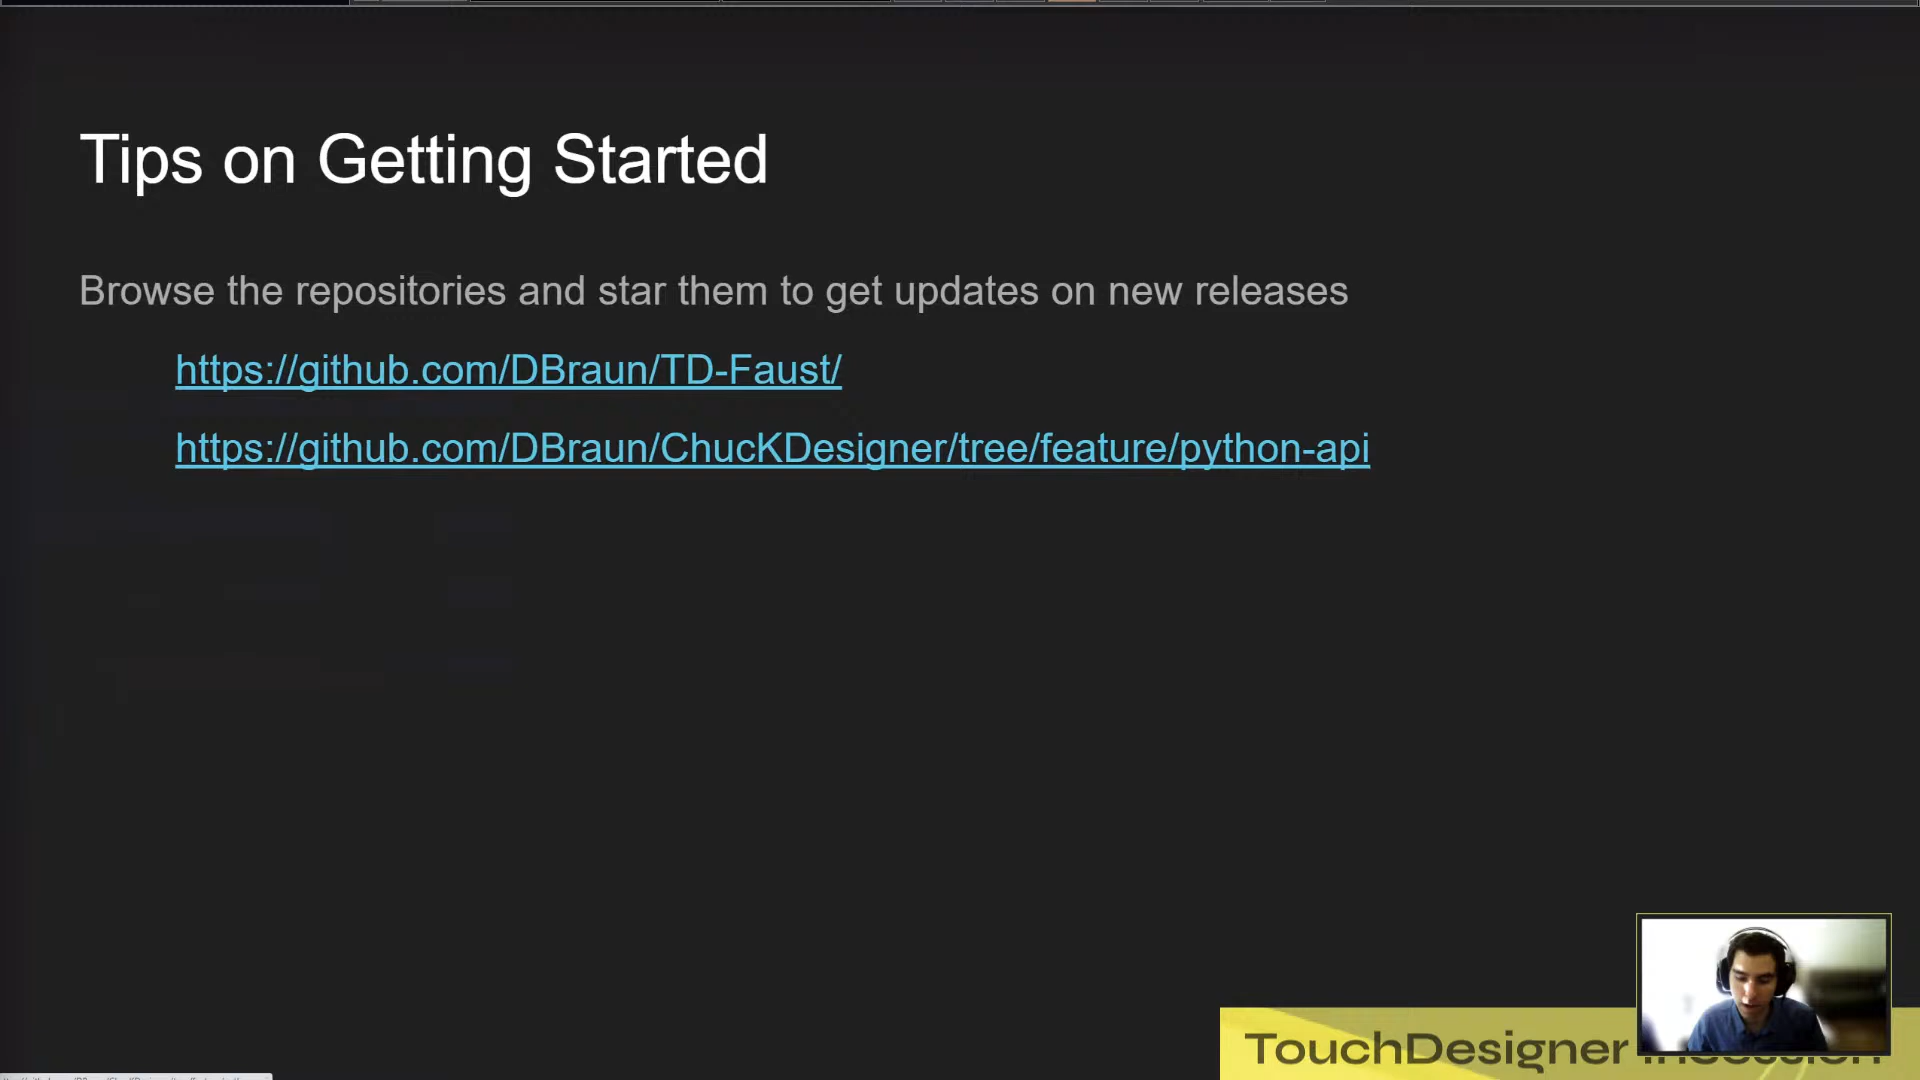 Tips on Getting Started
Browse the repositories and star them to get updates on new releases
https://github.com/DBraun/TD-Faust/
https://github.com/DBraun/ChucKDesigner/tree/feature/python-api
TouchDesigner